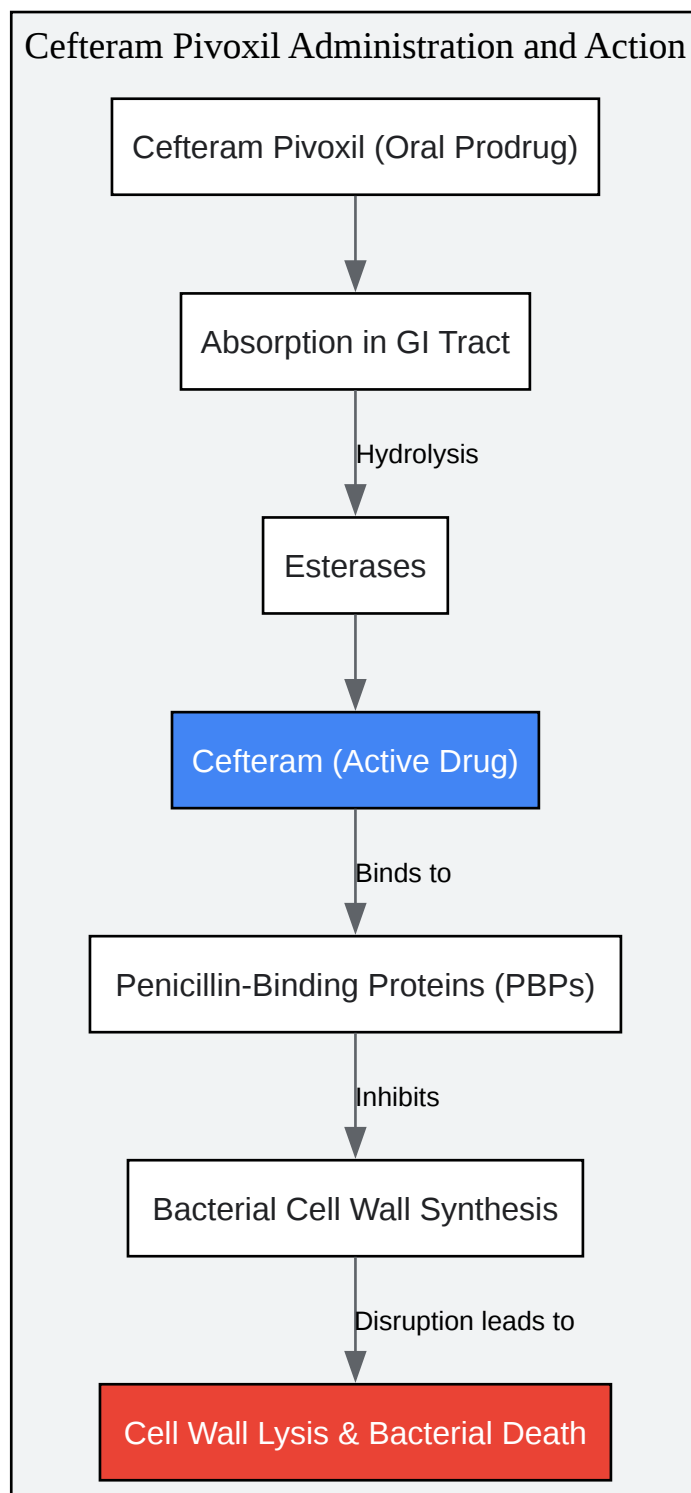 Cefteram Pivoxil Administration and Action
Cefteram Pivoxil (Oral Prodrug)
Absorption in GI Tract
Hydrolysis
Esterases
Cefteram (Active Drug)
Binds to
Penicillin-Binding Proteins (PBPs)
Inhibits
Bacterial Cell Wall Synthesis
Disruption leads to
Cell Wall Lysis & Bacterial Death